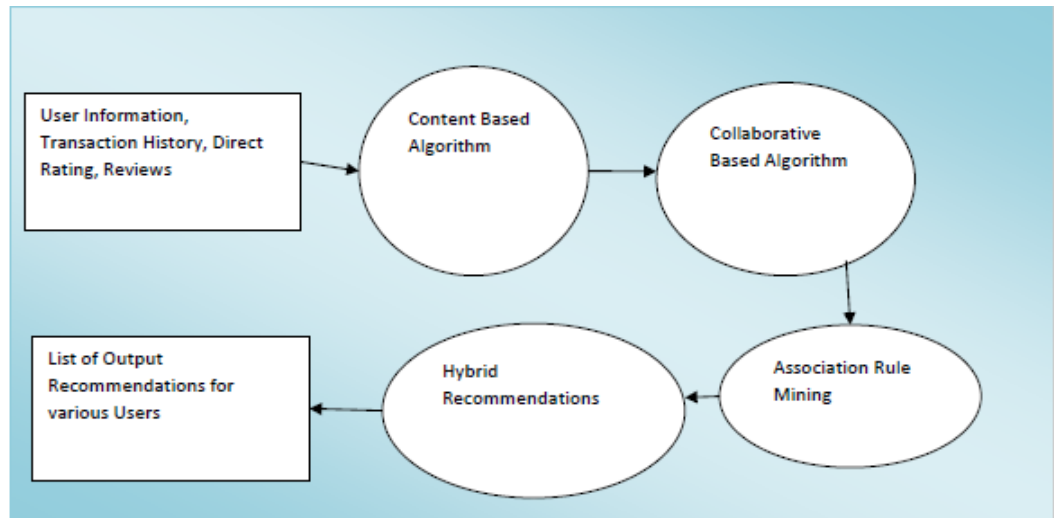 User Information,
Transaction History, Direct
Rating, Reviews
Content Based
Algorithm
Collaborative
Based Algorithm
Association Rule
Mining
Hybrid
Recommendations
List of Output
Recommendations for
various Users